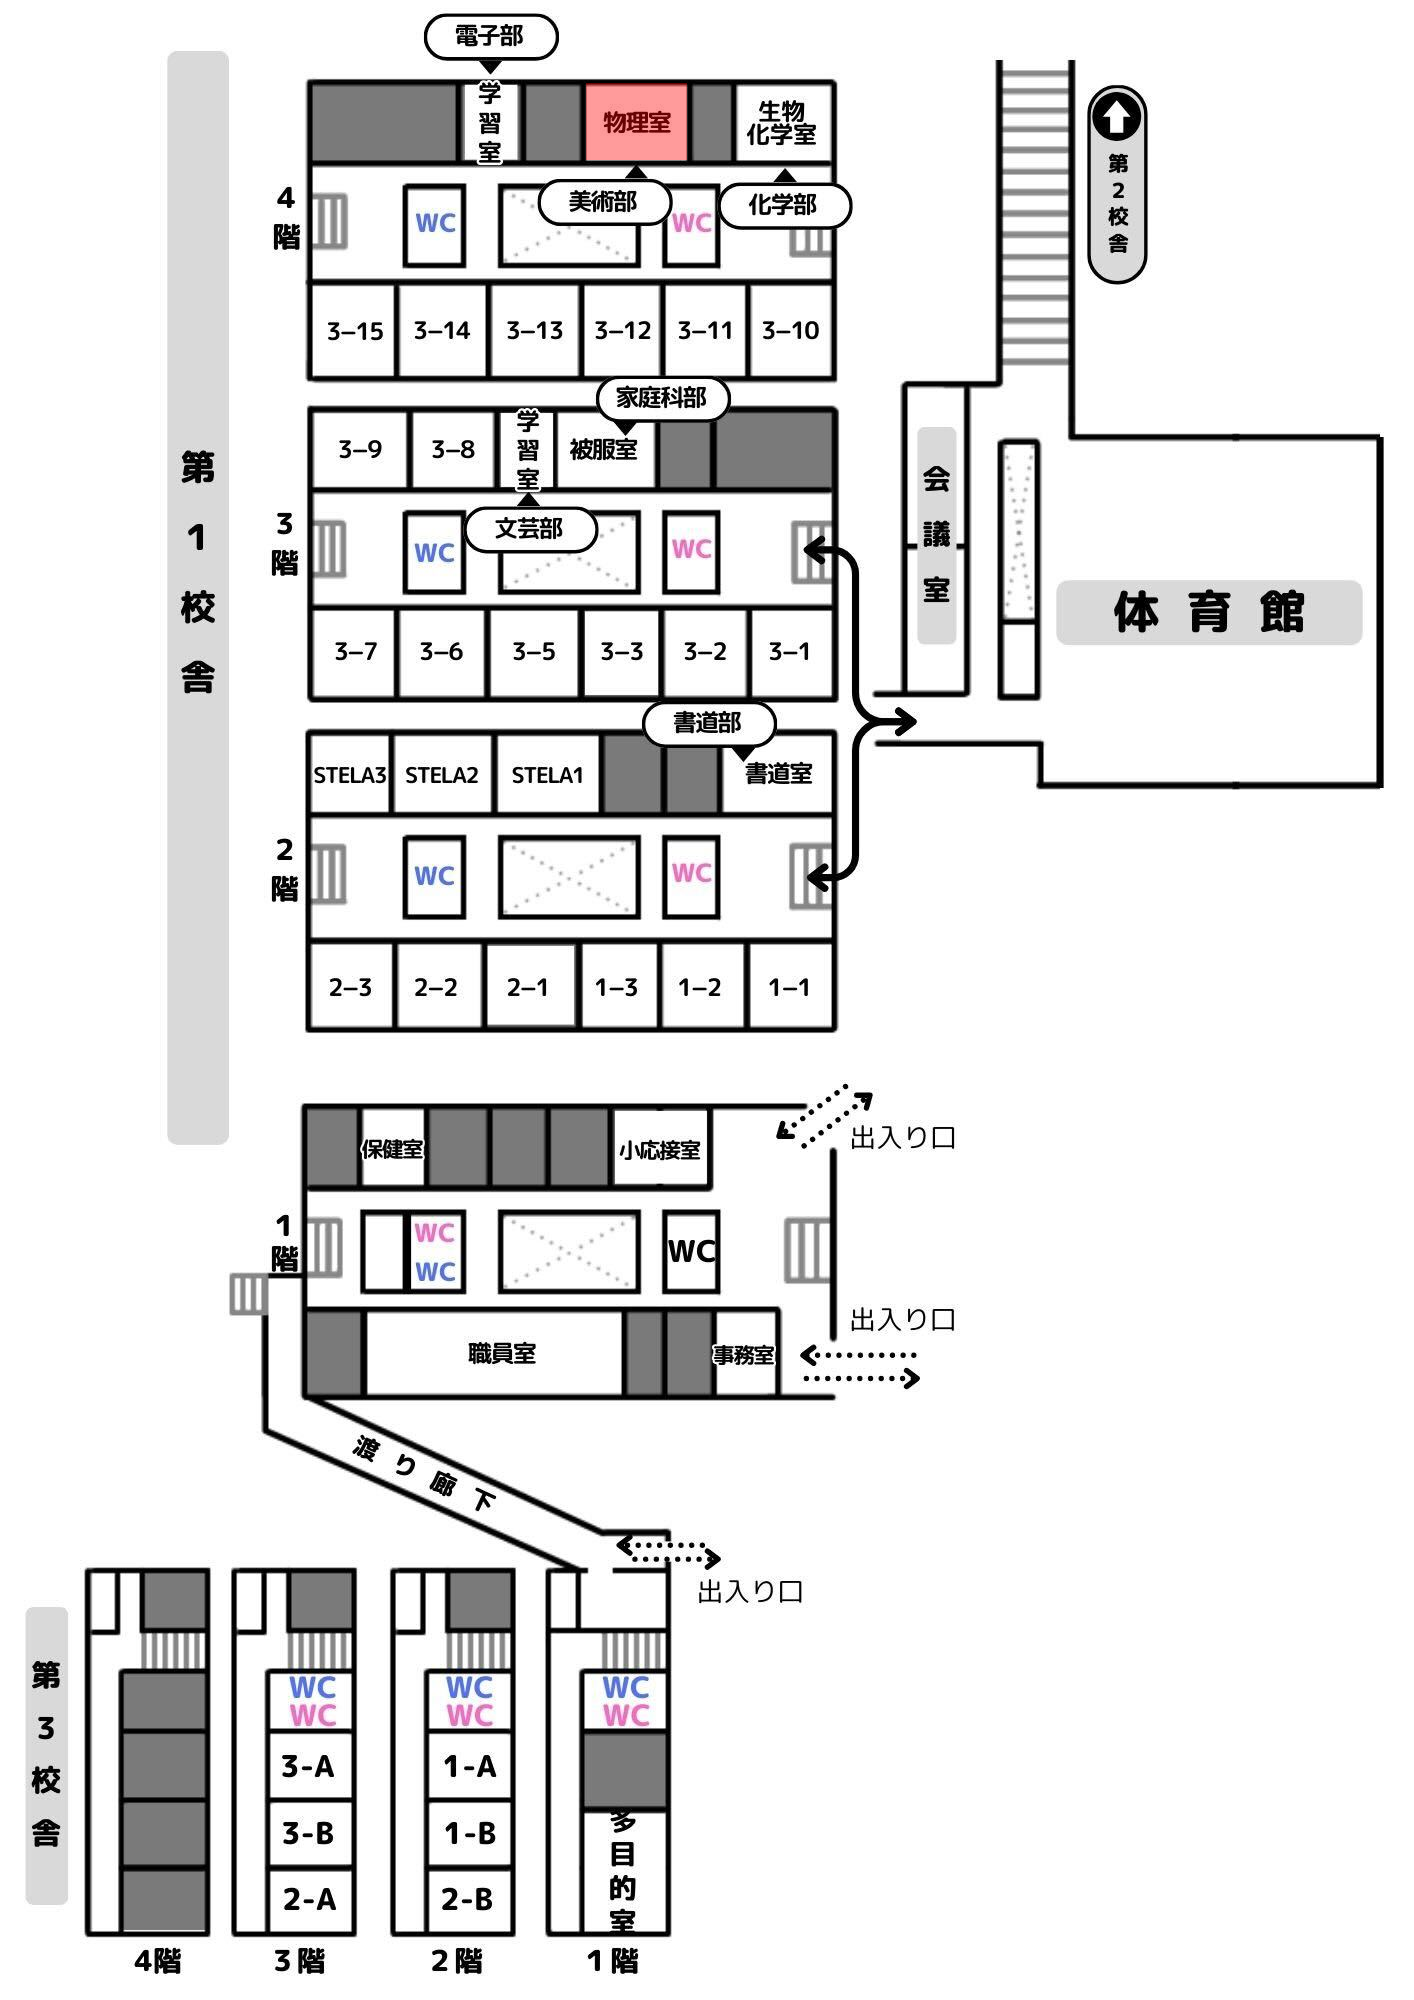 電子部
学習室
物理室
生物
化学室
美術部
化学部
4階
WC
WC
3−15
3−14
3−13
3−12
3−11
3−10
第2校舎
家庭科部
3−9
3−8
学習室
被服室
文芸部
3階
WC
WC
3−7
3−6
3−5
3−3
3−2
3−1
第1校舎
会議室
体育館
書道部
STELA3
STELA2
STELA1
書道室
2階
WC
WC
2−3
2−2
2−1
1−3
1−2
1−1
保健室
小応接室
出入り口
1階
WC
WC
WC
職員室
事務室
出入り口
渡り廊下
出入り口
第3校舎
WC
WC
3-A
3-B
2-A
WC
WC
1-A
1-B
2-B
WC
WC
多目的室
4階
3階
2階
1階